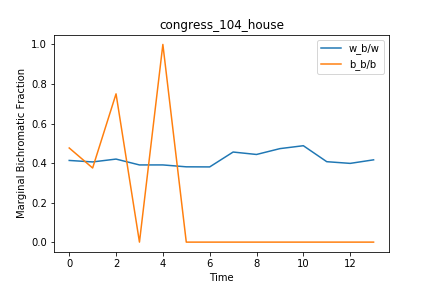 congress_104_house
w_b/w
b_b/b
Marginal Bichromatic Fraction
1.0
0.8
0.6
0.4
0.2
0.0
0 2 4 6 8 10 12
Time